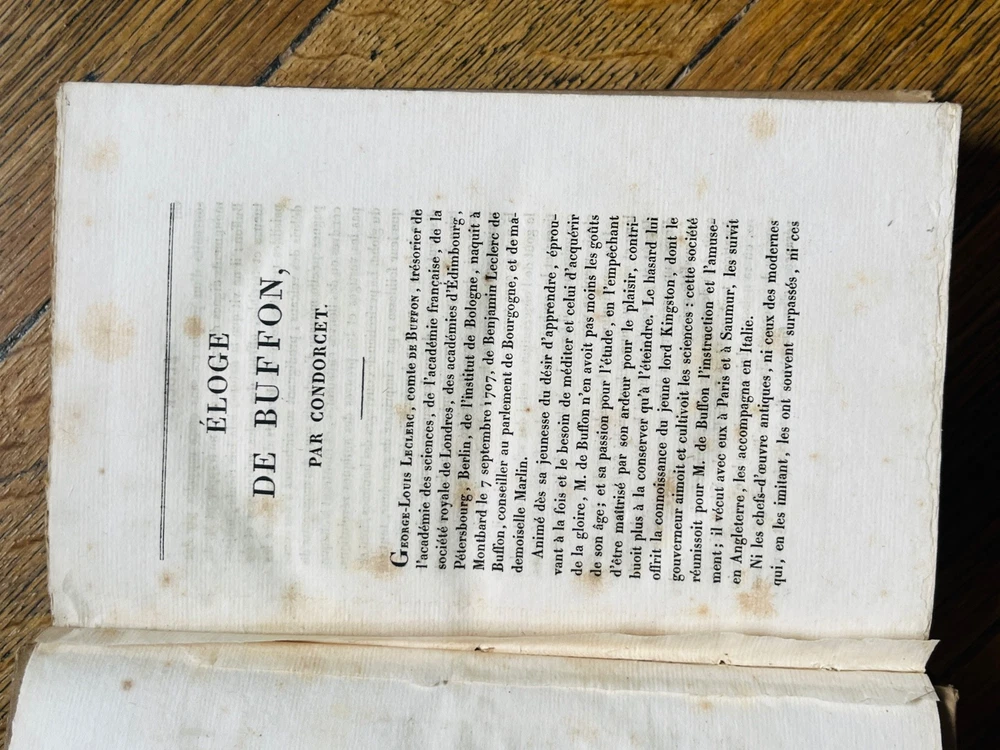 ÉLOGE
DE BUFFON,
PAR CONDORCET.
George-Louis Leclerc, comte de Buffon, trésorier de
l'académie des sciences, de l'académie française, de la
société royale de Londres, des académies d'Édimbourg,
Pétersbourg, Berlin, de l'institut de Bologne, naquit à
Montbard le 7 septembre 1707, de Benjamin Leclerc de
Buffon, conseiller au parlement de Bourgogne, et de ma-
demoiselle Marlin.
Animé dès sa jeunesse du désir d'apprendre, éprou-
vant à la fois et le besoin de méditer et celui d'acquérir
de la gloire, M. de Buffon n'en avoit pas moins les goûts
de son âge; et sa passion pour l'étude, en l'empêchant
d'être maîtrisé par son ardeur pour le plaisir, contri-
buoit plus à la conserver qu'à l'éteindre. Le hasard lui
offrit la connoissance du jeune lord Kingston, dont le
gouverneur aimoit et cultivoit les sciences : cette société
réunissoit pour M. de Buffon l'instruction et l'amuse-
ment; il vécut avec eux à Paris et à Saumur, les suivit
en Angleterre, les accompagna en Italie.
Ni les chefs-d'œuvre antiques, ni ceux des modernes
qui, en les imitant, les ont souvent surpassés, ni ces